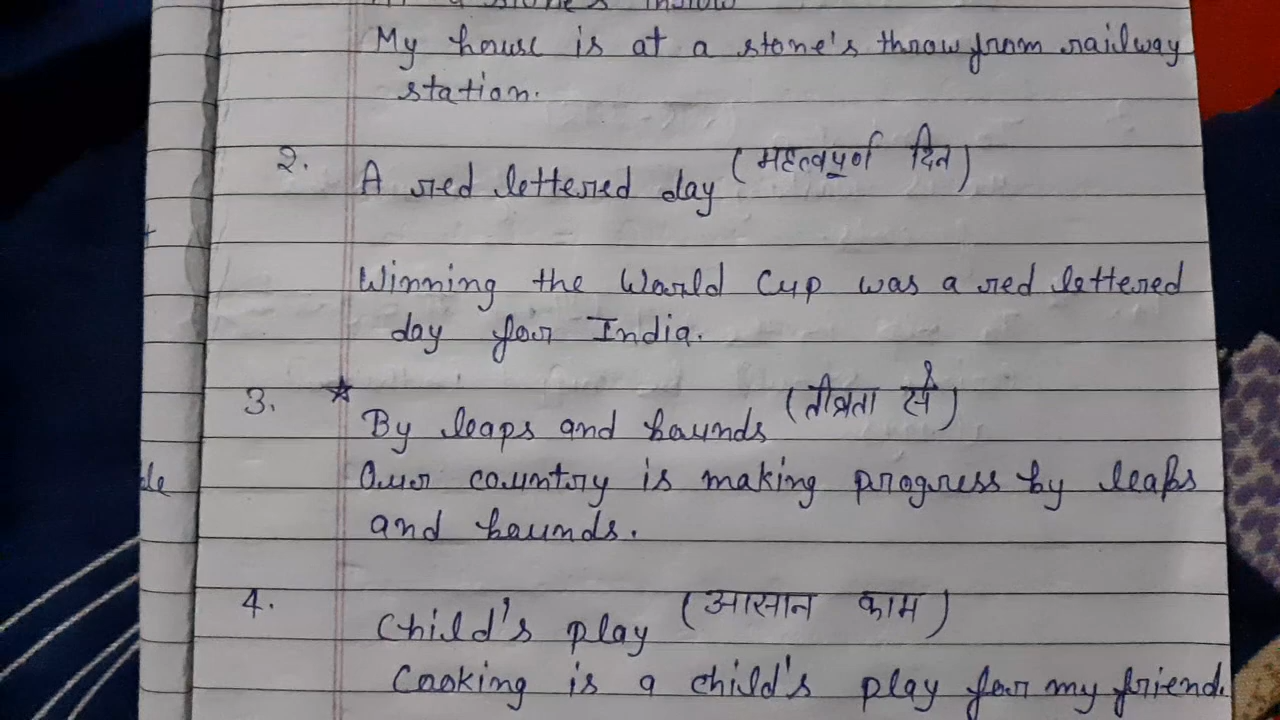 My house is at a stone's throw from railway
station.
2. A red lettered day (महत्वपूर्ण दिन)
Winning the World Cup was a red lettered
day for India.
3. ☆ By leaps and bounds (तीव्रता से)
Our country is making progress by leaps
and bounds.
4. Child's play (आसान काम)
Cooking is a child's play for my friend.